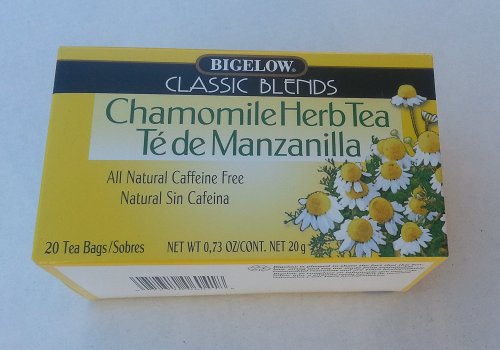 BIGELOW®
CLASSIC BLENDS
Chamomile Herb Tea
Té de Manzanilla
All Natural Caffeine Free
Natural Sin Cafeina
20 Tea Bags/Sobres NET WT 0,73 OZ/CONT. NET 20 g